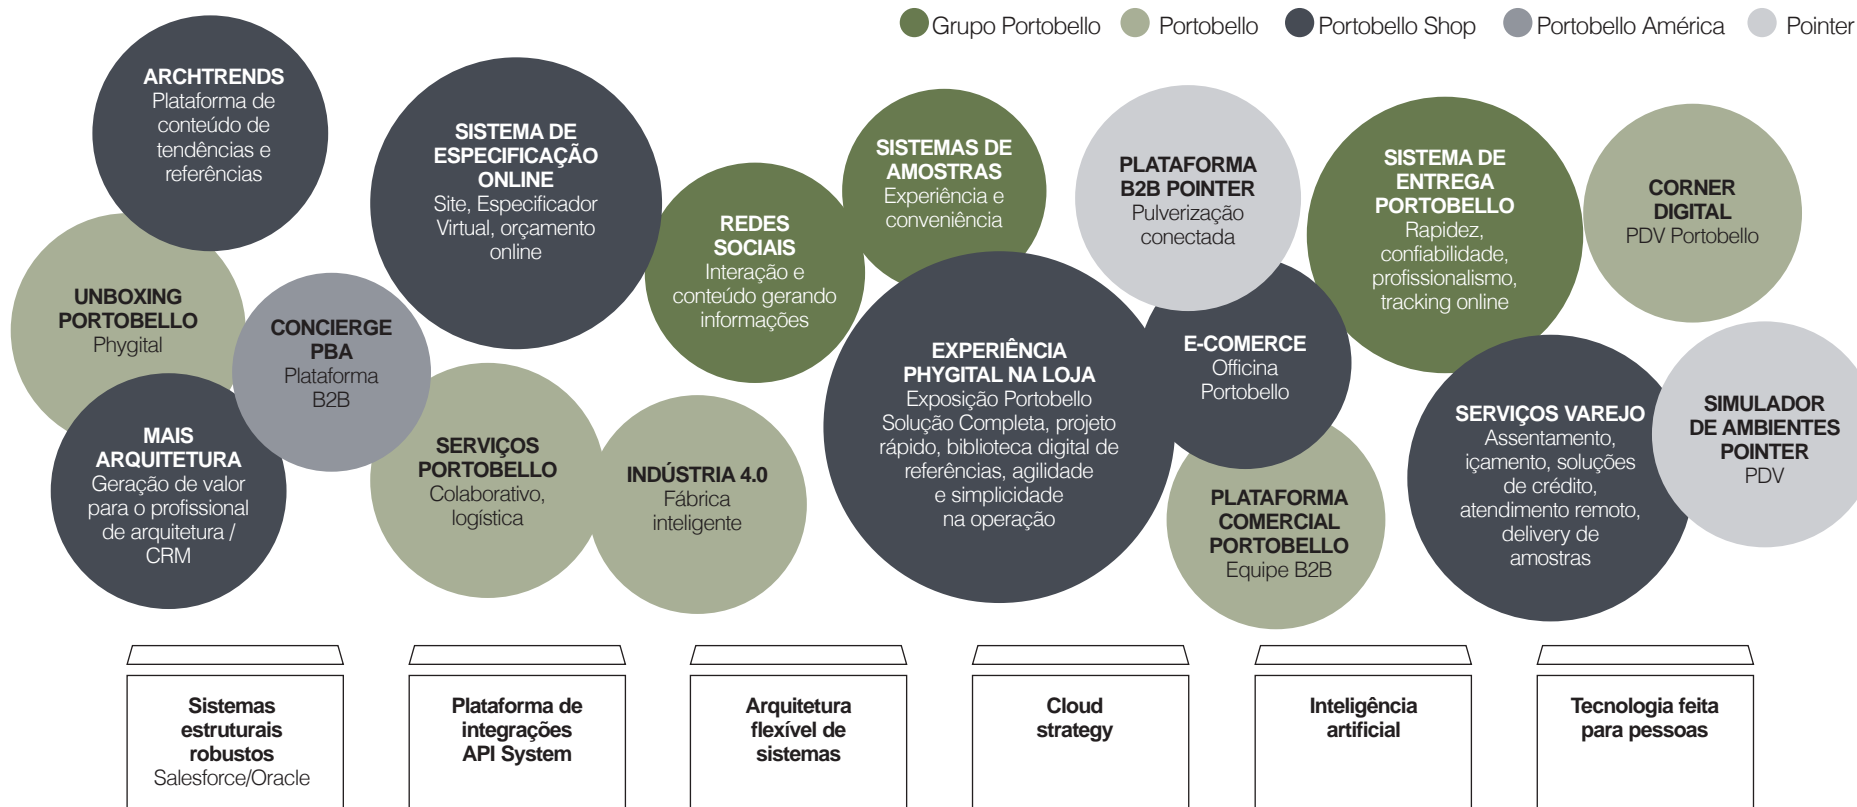 Grupo Portobello
Portobello
Portobello Shop
Portobello América
Pointer
ARCHTRENDS
Plataforma de
conteúdo de
tendências e
referências
SISTEMA DE
ESPECIFICAÇÃO
ONLINE
Site, Especificador
Virtual, orçamento
online
REDES
SOCIAIS
Interação e
conteúdo gerando
informações
SISTEMAS DE
AMOSTRAS
Experiência e
conveniência
PLATAFORMA
B2B POINTER
Pulverização
conectada
SISTEMA DE
ENTREGA
PORTOBELLO
Rapidez,
confiabilidade,
profissionalismo,
tracking online
CORNER
DIGITAL
PDV Portobello
UNBOXING
PORTOBELLO
Phygital
CONCIERGE
PBA
Plataforma
B2B
MAIS
ARQUITETURA
Geração de valor
para o profissional
de arquitetura /
CRM
SERVIÇOS
PORTOBELLO
Colaborativo,
logística
INDÚSTRIA 4.0
Fábrica
inteligente
EXPERIÊNCIA
PHYGITAL NA LOJA
Exposição Portobello
Solução Completa, projeto
rápido, biblioteca digital de
referências, agilidade
e simplicidade
na operação
E-COMERCE
Officina
Portobello
PLATAFORMA
COMERCIAL
PORTOBELLO
Equipe B2B
SERVIÇOS VAREJO
Assentamento,
içamento, soluções
de crédito,
atendimento remoto,
delivery de
amostras
SIMULADOR
DE AMBIENTES
POINTER
PDV
Sistemas
estruturais
robustos
Salesforce/Oracle
Plataforma de
integrações
API System
Arquitetura
flexível de
sistemas
Cloud
strategy
Inteligência
artificial
Tecnologia feita
para pessoas